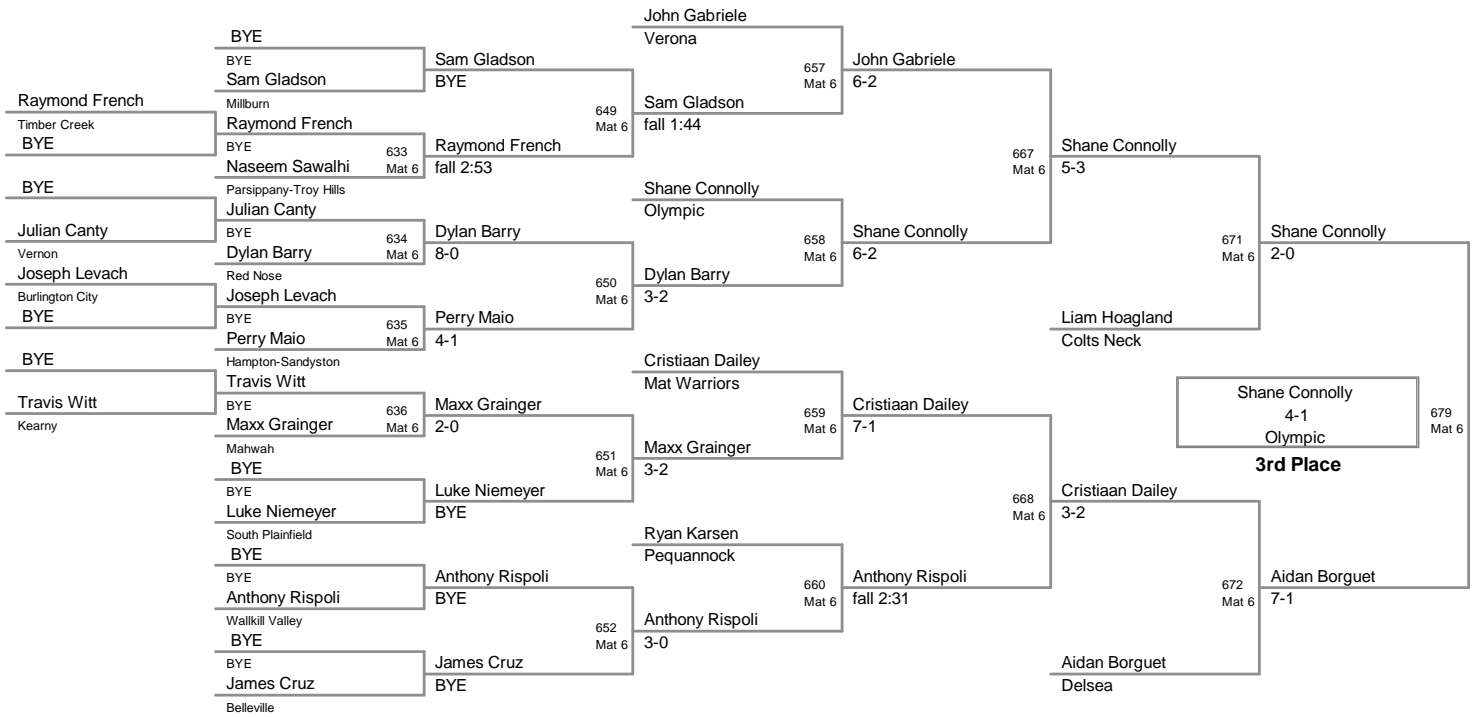 Raymond French
Timber Creek
BYE
BYE
Julian Canty
Vernon
Joseph Levach
Burlington City
BYE
BYE
Travis Witt
Kearny
BYE
BYE
Sam Gladson
Millburn
Raymond French
BYE
Naseem Sawalhi
633
Mat 6
Parsippany-Troy Hills
Julian Canty
BYE
Dylan Barry
634
Mat 6
Red Nose
Joseph Levach
BYE
Perry Maio
635
Mat 6
Hampton-Sandyston
Travis Witt
BYE
Maxx Grainger
636
Mat 6
Mahwah
BYE
BYE
Luke Niemeyer
South Plainfield
BYE
BYE
Anthony Rispoli
Wallkill Valley
BYE
BYE
James Cruz
Belleville
Sam Gladson
BYE
649
Mat 6
Raymond French
fall 2:53
Dylan Barry
8-0
650
Mat 6
Perry Maio
4-1
Maxx Grainger
2-0
651
Mat 6
Luke Niemeyer
BYE
Anthony Rispoli
BYE
652
Mat 6
James Cruz
BYE
John Gabriele
Verona
657
Mat 6
Sam Gladson
fall 1:44
Shane Connolly
Olympic
658
Mat 6
Dylan Barry
3-2
Cristiaan Dailey
Mat Warriors
659
Mat 6
Maxx Grainger
3-2
Ryan Karsen
Pequannock
660
Mat 6
Anthony Rispoli
3-0
John Gabriele
6-2
667
Mat 6
Shane Connolly
6-2
Cristiaan Dailey
7-1
668
Mat 6
Anthony Rispoli
fall 2:31
Shane Connolly
5-3
671
Mat 6
Liam Hoagland
Colts Neck
Cristiaan Dailey
3-2
672
Mat 6
Aidan Borguet
Delsea
Shane Connolly
2-0
Shane Connolly
4-1
Olympic
3rd Place
679
Mat 6
Aidan Borguet
7-1